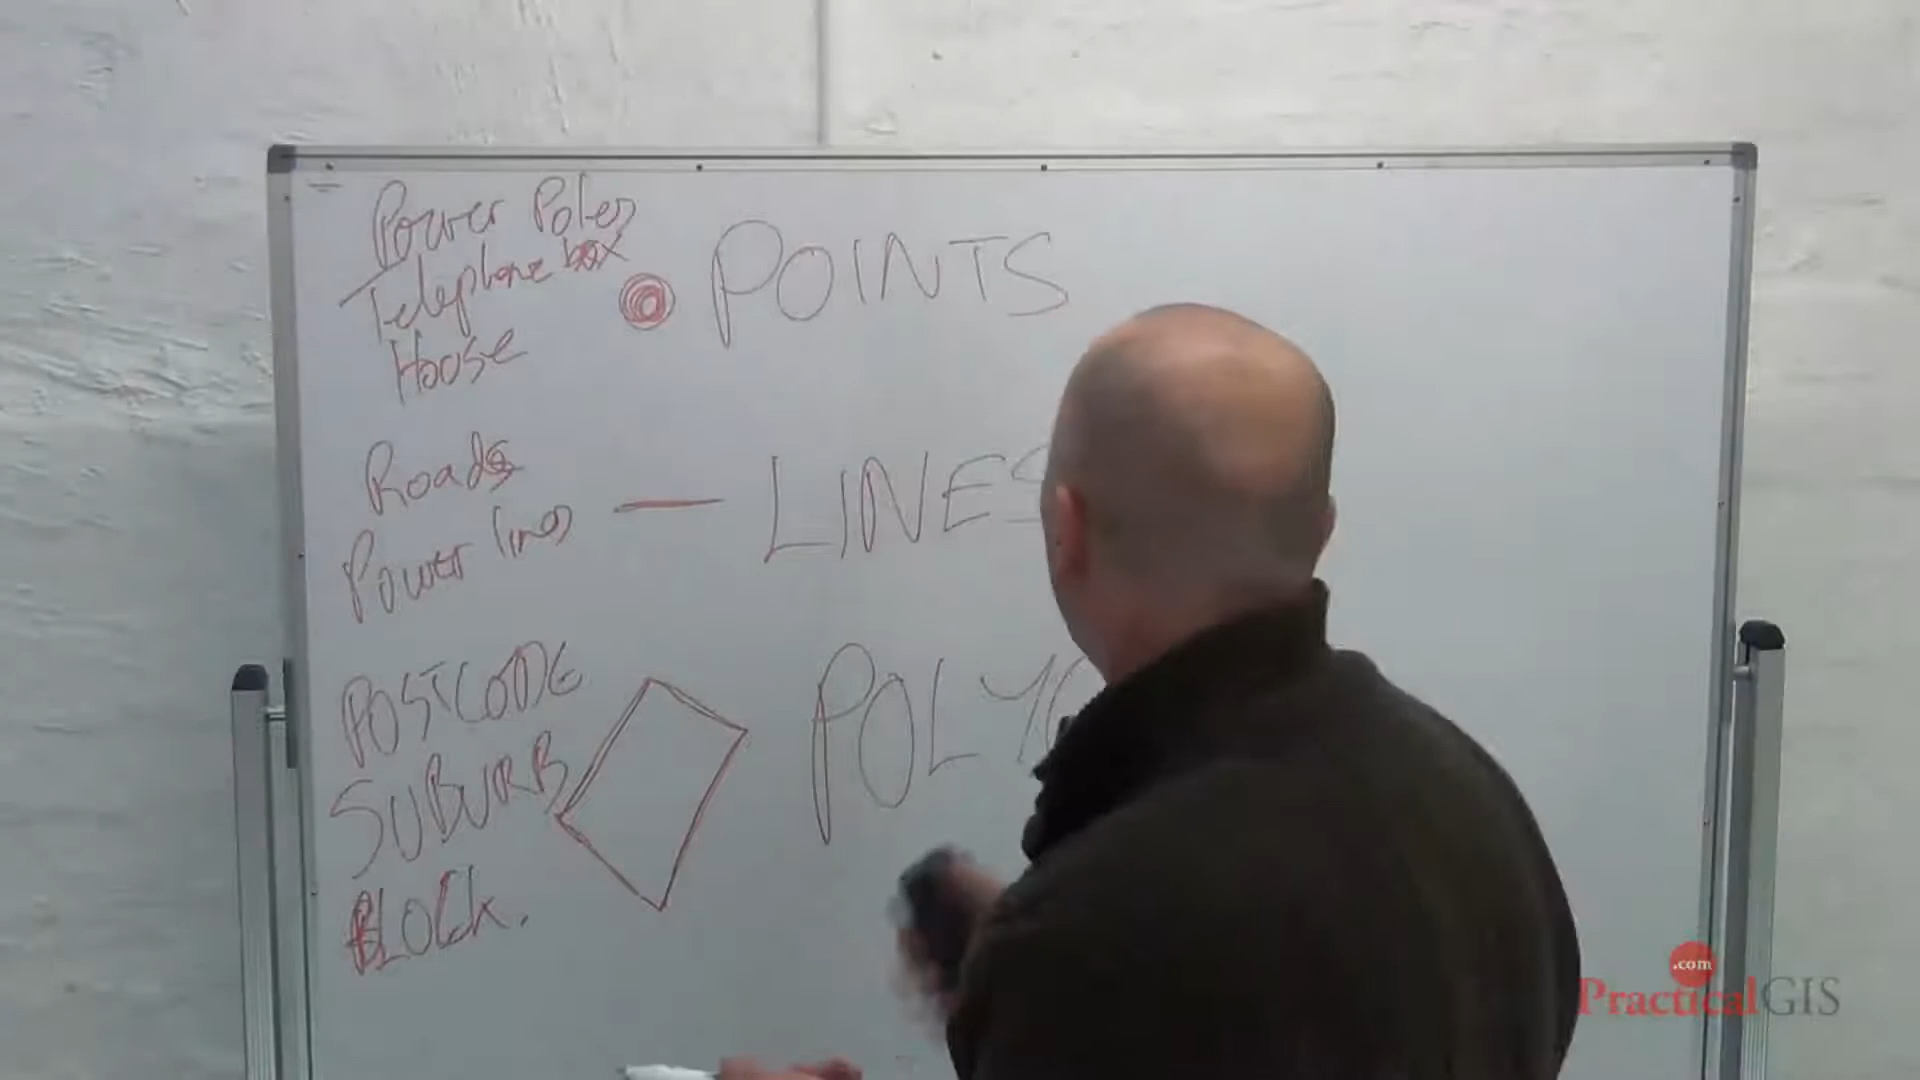 Power Poles
Telephone box
House
POINTS
Roads
Power lines
LINES
POSTCODE
SUBURB
BLOCK.
POLYG
.com
PracticalGIS